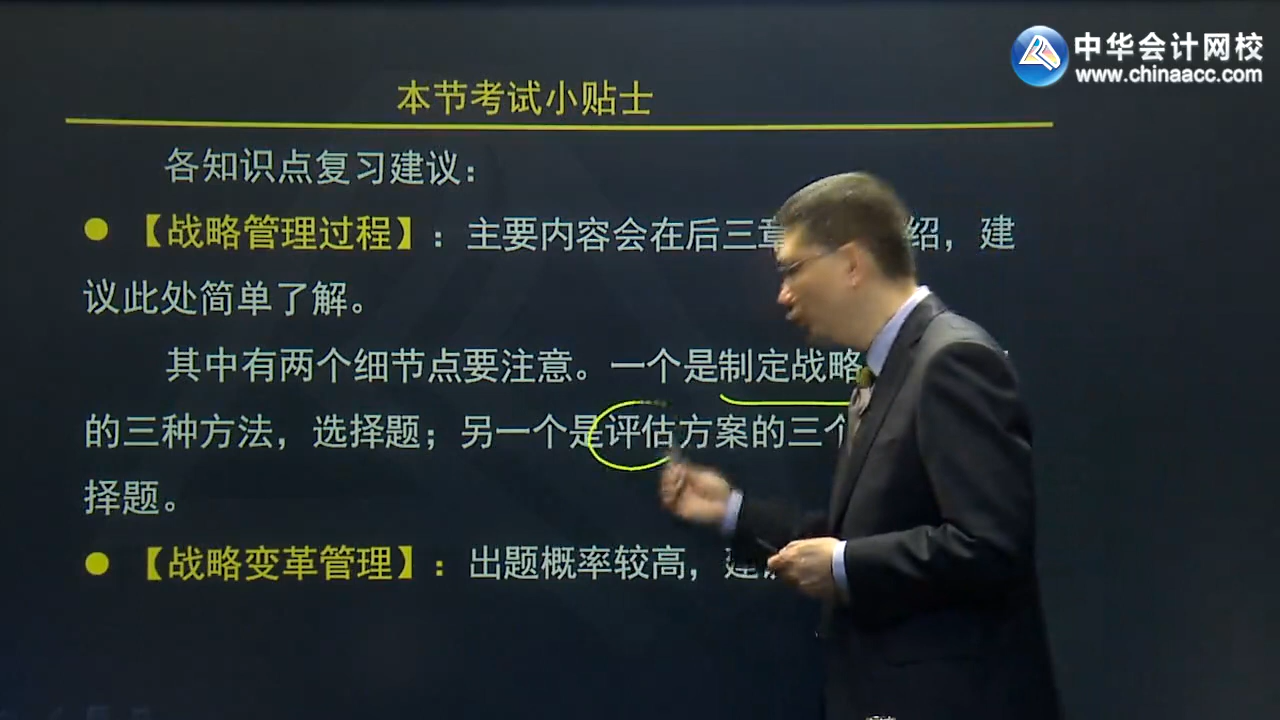 中华会计网校
www.chinaacc.com
本节考试小贴士
各知识点复习建议：
● 【战略管理过程】：主要内容会在后三章 绍，建
议此处简单了解。
其中有两个细节点要注意。一个是制定战略
的三种方法，选择题；另一个是评估方案的三个
择题。
● 【战略变革管理】：出题概率较高，建